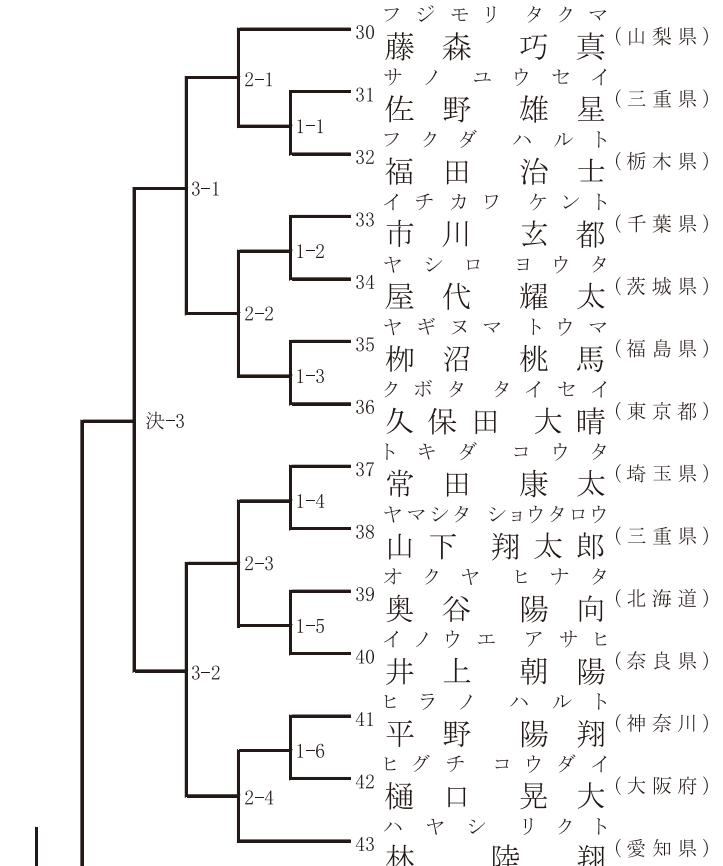 フジモリ タクマ
30 藤森 巧真 (山梨県)
2-1
サノ ユウセイ
31 佐野 雄星 (三重県)
1-1
フクダ ハルト
32 福田 治士 (栃木県)
3-1
イチカワ ケント
33 市川 玄都 (千葉県)
1-2
ヤシロ ヨウタ
34 屋代 耀太 (茨城県)
2-2
ヤギヌマ トウマ
35 栁沼 桃馬 (福島県)
1-3
クボタ タイセイ
36 久保田 大晴 (東京都)
決-3
トキダ コウタ
37 常田 康太 (埼玉県)
1-4
ヤマシタ ショウタロウ
38 山下 翔太郎 (三重県)
2-3
オクヤ ヒナタ
39 奥谷 陽向 (北海道)
1-5
イノウエ アサヒ
40 井上 朝陽 (奈良県)
3-2
ヒラノ ハルト
41 平野 陽翔 (神奈川)
1-6
ヒグチ コウダイ
42 樋口 晃大 (大阪府)
2-4
ハヤシ リクト
43 林 陸翔 (愛知県)